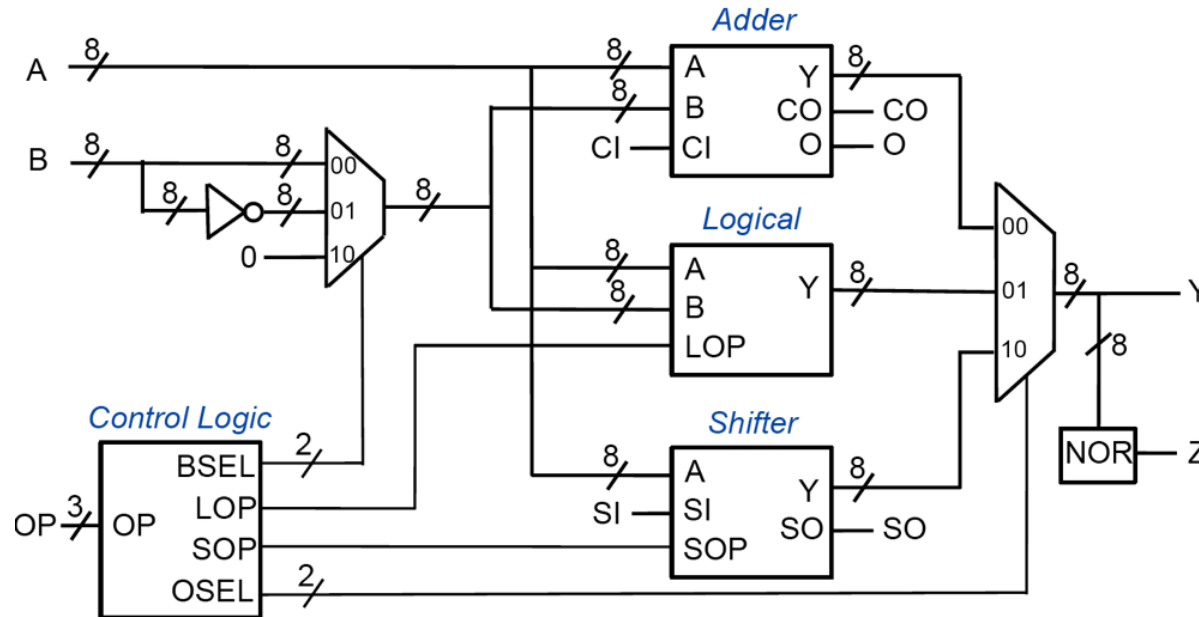 Adder
8
8
8
A
A
Y
8
B
CO
CO
CI
CI
O
O
B
8
8
00
8
8
01
8
0
10
Logical
8
A
Y
8
8
B
LOP
00
01
10
8
Y
8
NOR
Z
Control Logic
BSEL
2
LOP
OP
3
OP
SOP
OSEL
2
Shifter
8
A
Y
8
SI
SI
SO
SO
SOP